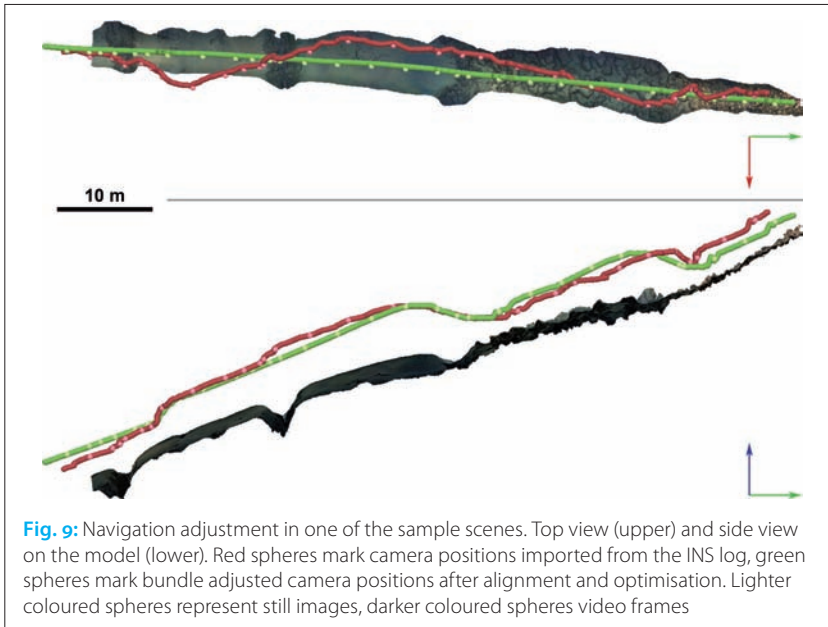 10 m
Fig. 9: Navigation adjustment in one of the sample scenes. Top view (upper) and side view
on the model (lower). Red spheres mark camera positions imported from the INS log, green
spheres mark bundle adjusted camera positions after alignment and optimisation. Lighter
coloured spheres represent still images, darker coloured spheres video frames